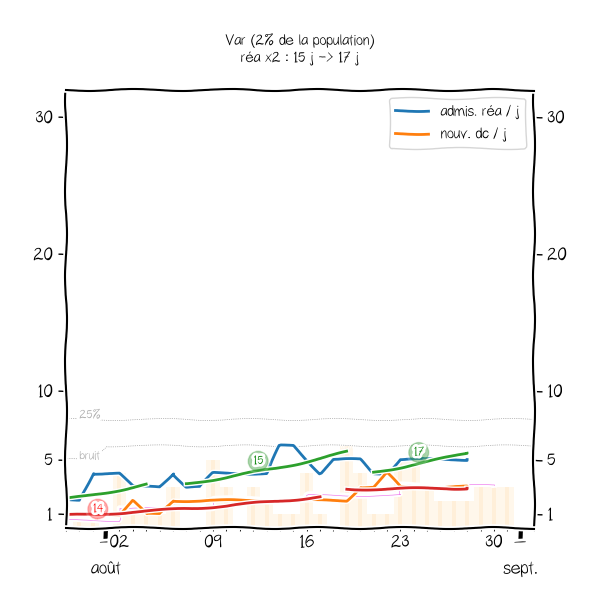 Var (2% de la population)
réa x2 : 15 j -> 17 j
admis. réa / j
nouv. dc / j
30
30
20
20
10
10
25%
bruit
5
5
15
17
14
1
1
02
09
16
23
30
août
sept.